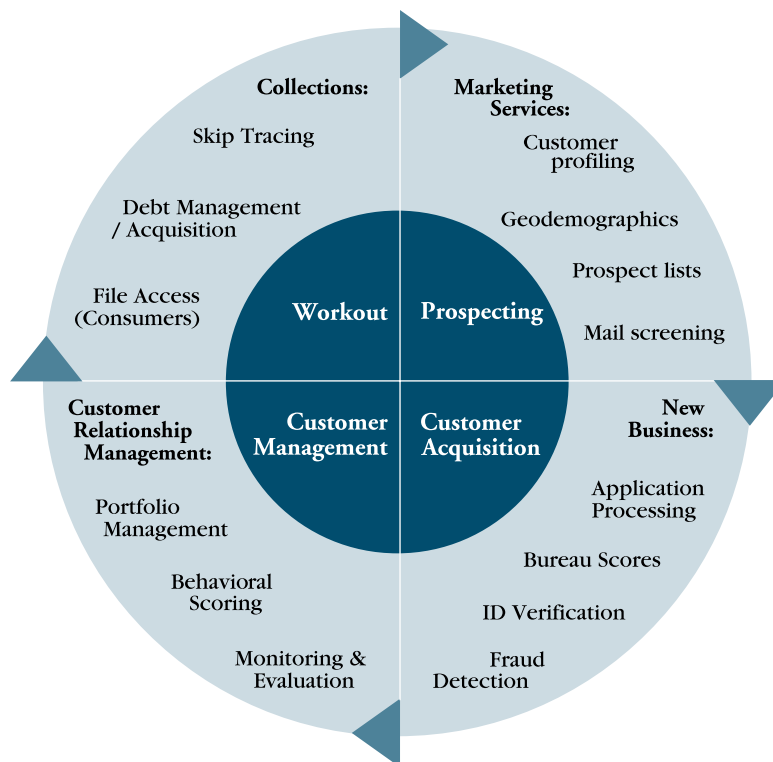 Collections:
Skip Tracing
Debt Management
/ Acquisition
File Access
(Consumers)
Workout
Marketing
Services:
Customer
profiling
Geodemographics
Prospect lists
Mail screening
Prospecting
Customer
Relationship
Management:
Portfolio
Management
Behavioral
Scoring
Monitoring &
Evaluation
Customer
Management
New
Business:
Application
Processing
Bureau Scores
ID Verification
Fraud
Detection
Customer
Acquisition